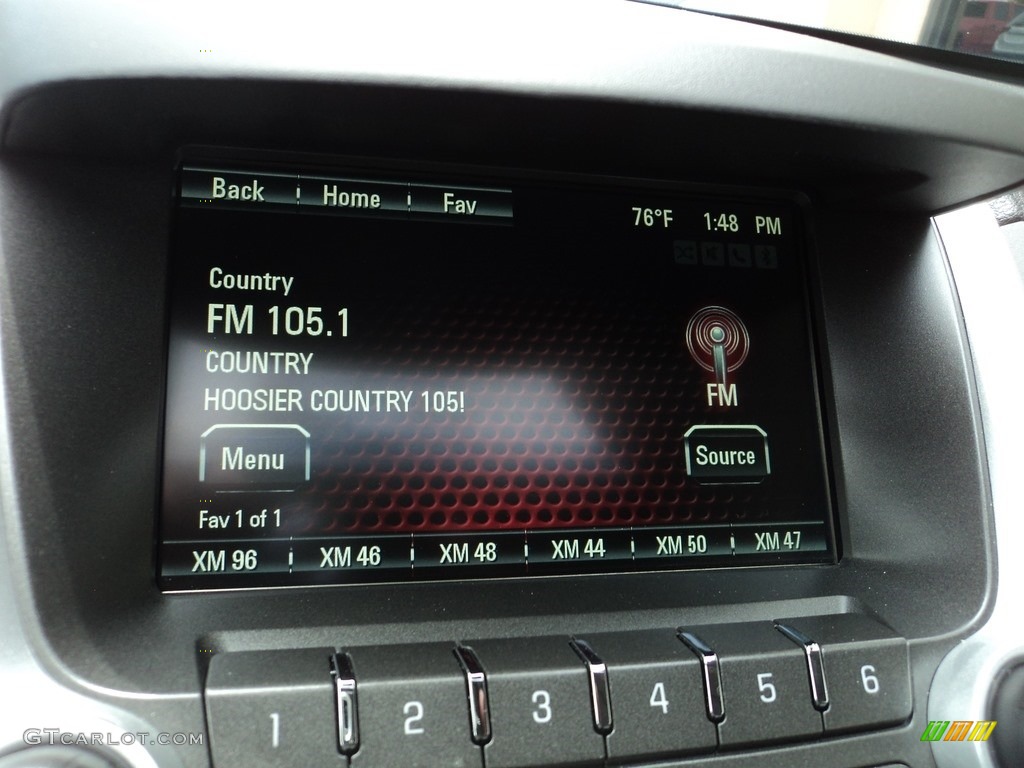 Back Home Fav
76°F 1:48 PM
Country
FM 105.1
COUNTRY
HOOSIER COUNTRY 105!
FM
Menu
Source
Fav 1 of 1
XM 96 XM 46 XM 48 XM 44 XM 50 XM 47
1 2 3 4 5 6
GTCARLOT.COM